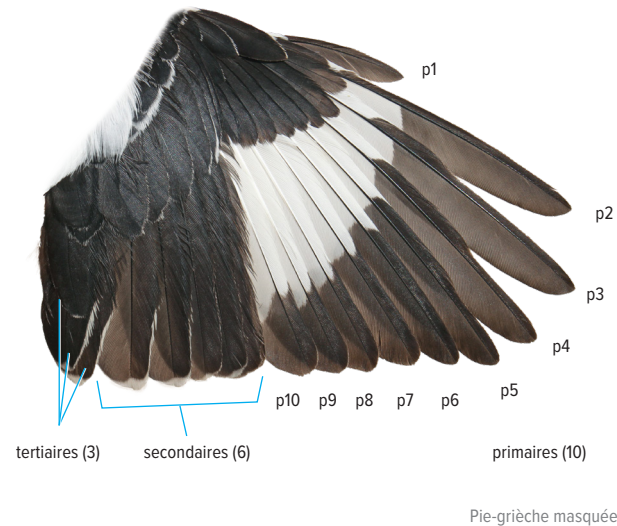 p1
p2
p3
p4
p5
p10 p9 p8 p7 p6
tertiaires (3) secondaires (6) primaires (10)
Pie-grièche masquée